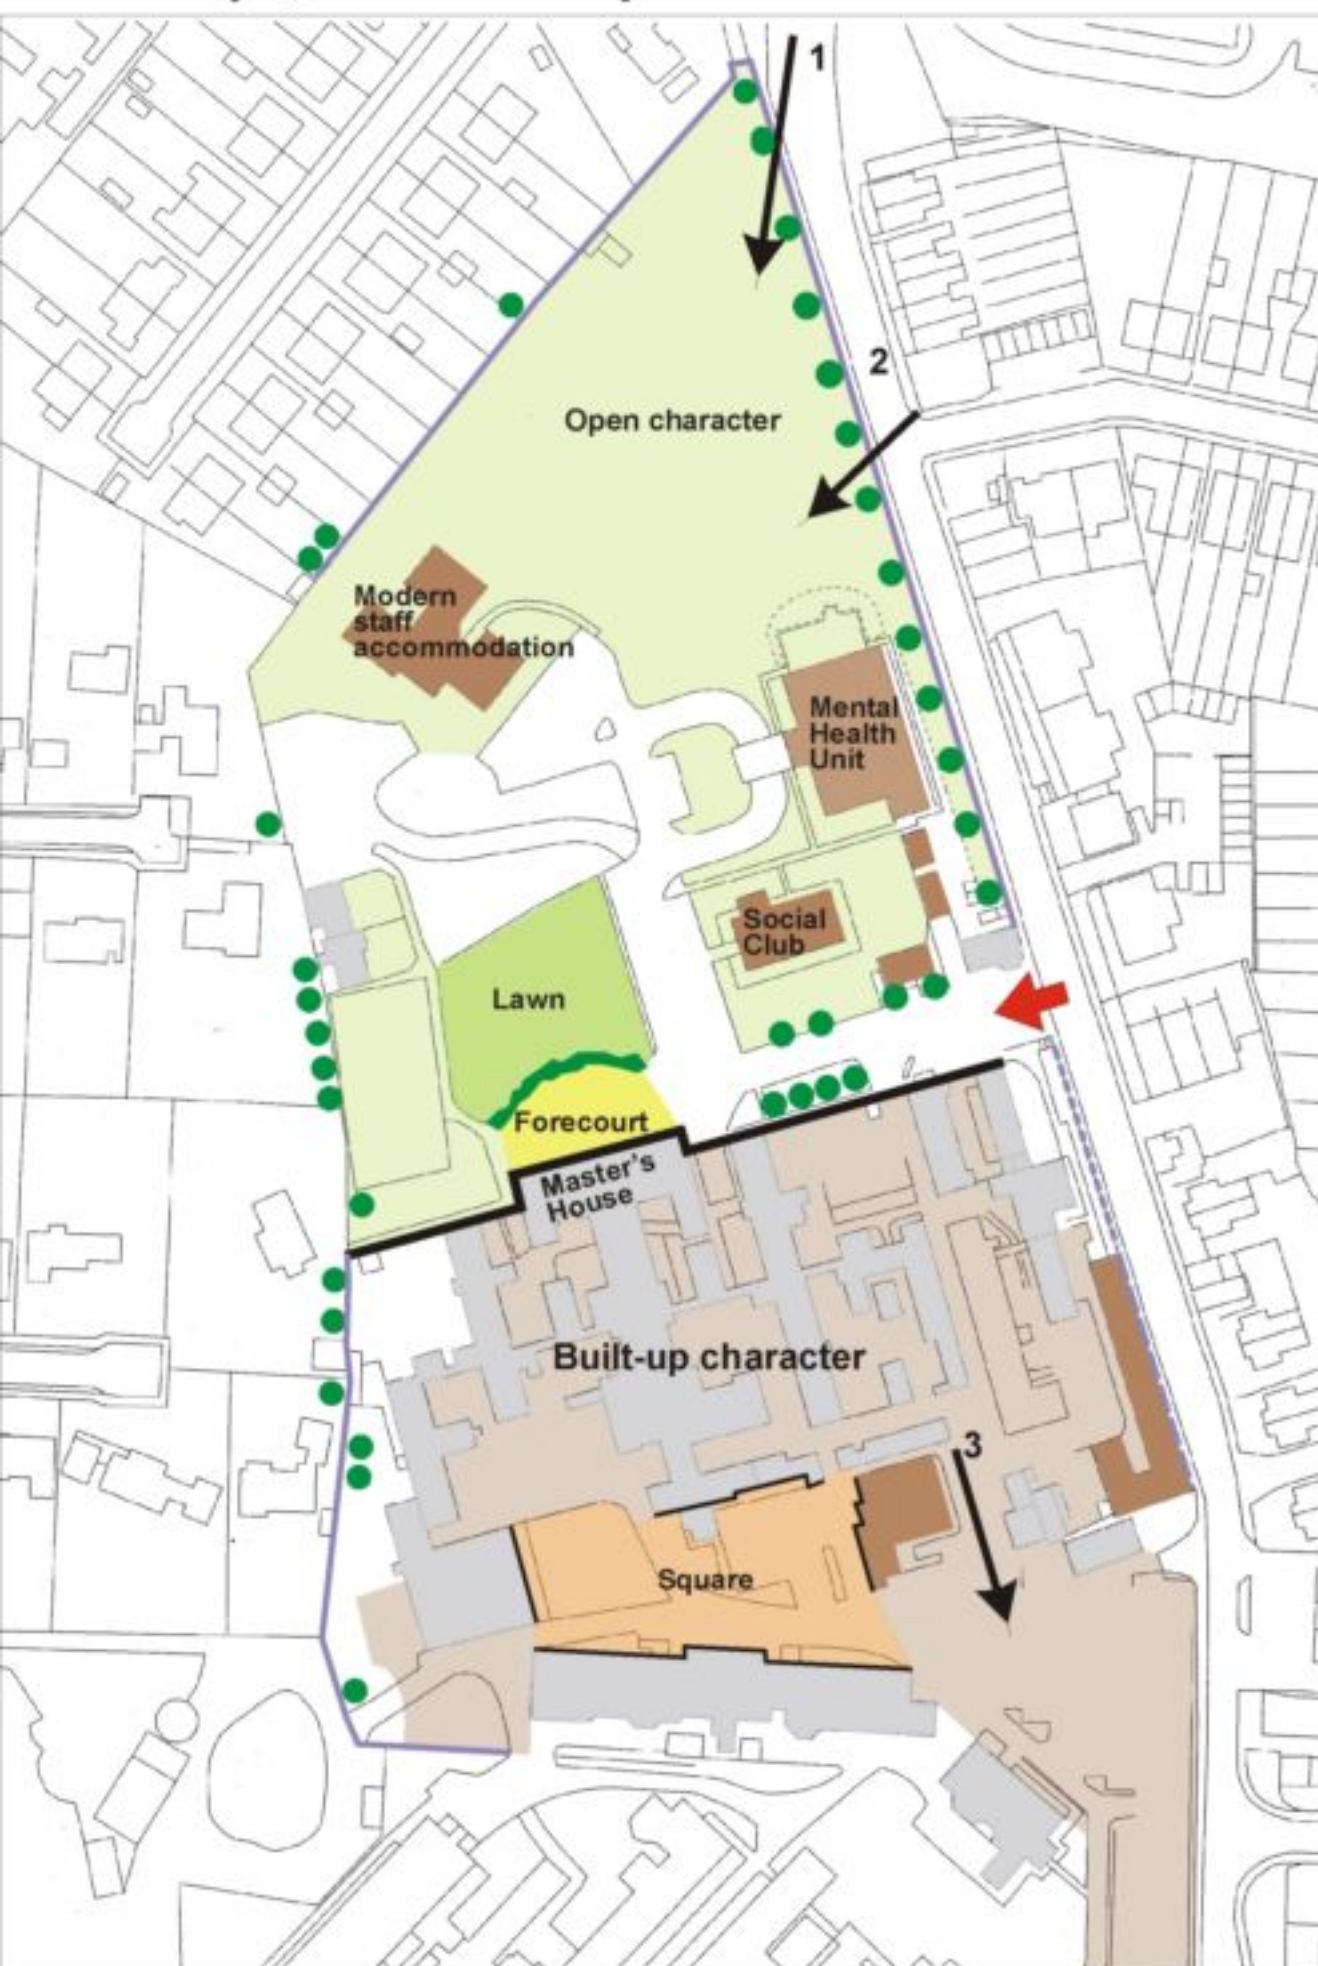 1
2
Open character
Modern
staff
accommodation
Mental
Health
Unit
Social
Club
Lawn
Forecourt
Master's
House
Built-up character
3
Square